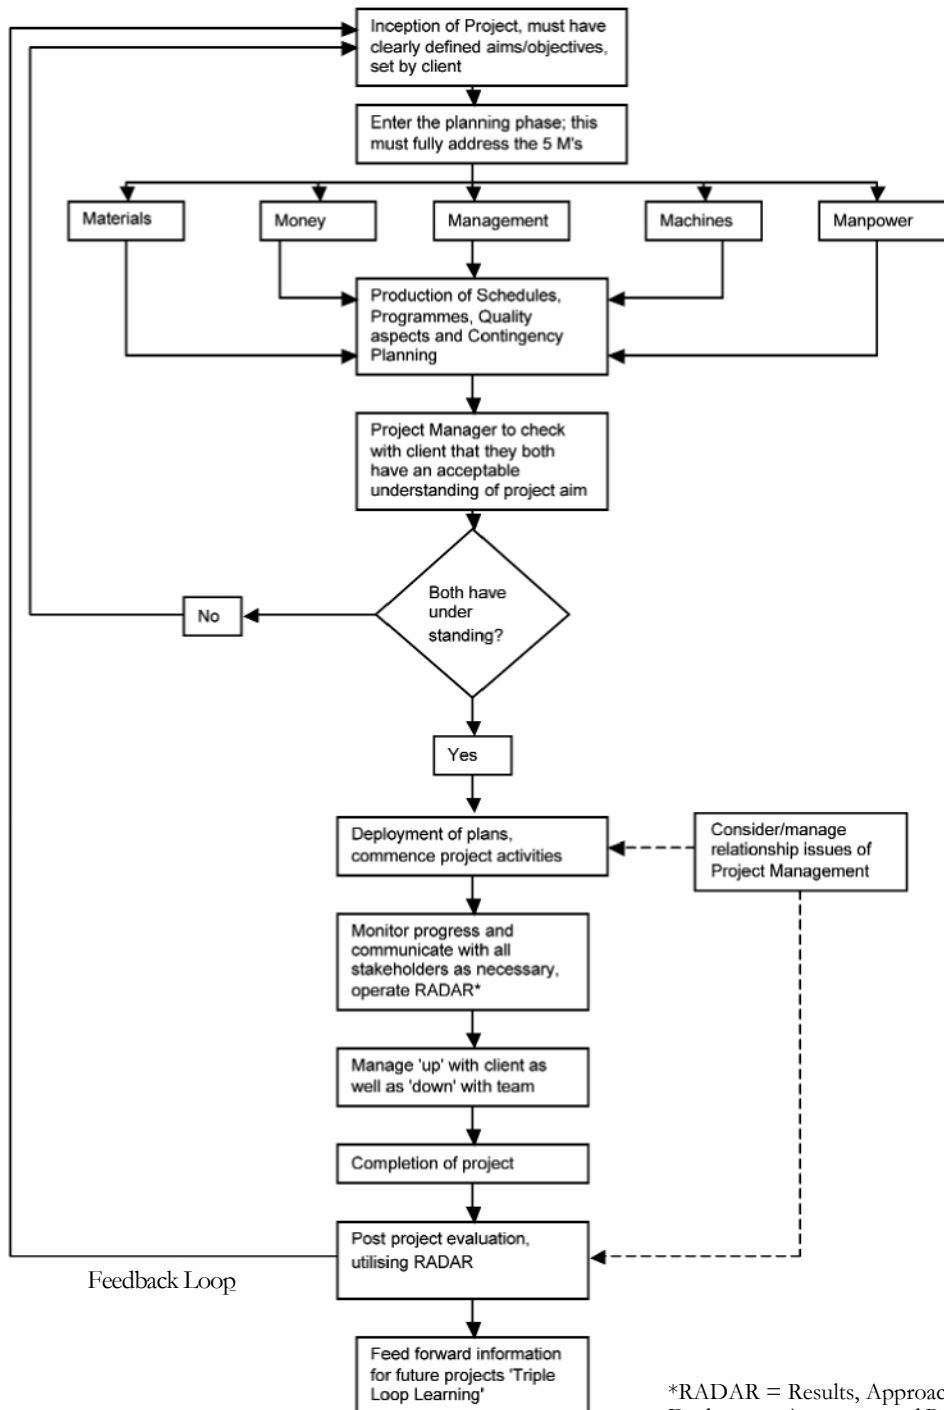 Inception of Project, must have
clearly defined aims/objectives,
set by client
Enter the planning phase; this
must fully address the 5 M's
Materials
Money
Management
Machines
Manpower
Production of Schedules,
Programmes, Quality
aspects and Contingency
Planning
Project Manager to check
with client that they both
have an acceptable
understanding of project aim
Both have
under
standing?
No
Yes
Deployment of plans,
commence project activities
Consider/manage
relationship issues of
Project Management
Monitor progress and
communicate with all
stakeholders as necessary,
operate RADAR*
Manage 'up' with client as
well as 'down' with team
Completion of project
Post project evaluation,
utilising RADAR
Feedback Loop
Feed forward information
for future projects 'Triple
Loop Learning'
*RADAR = Results, Approac